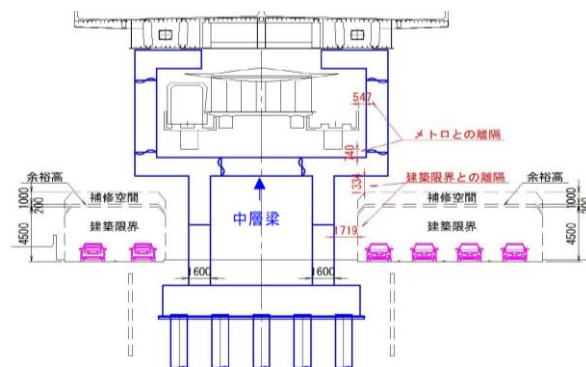 547
メトロとの離隔
740
余裕高
1334
建築限界との離隔
余裕高
1000
補修空間
補修空間
1000
200
200
建築限界
中層梁
1719
建築限界
4500
4500
1600
1600